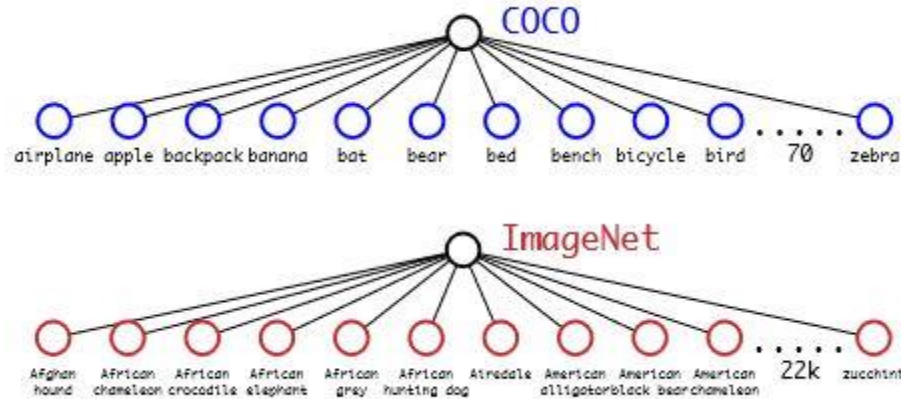 COCO
airplane apple backpack banana bat bear bed bench bicycle bird 70 zebra
ImageNet
Afghan African African African African African Airedale American American American 22k zucchini
hound chameleon crocodile elephant grey hunting dog alligator black bear chameleon